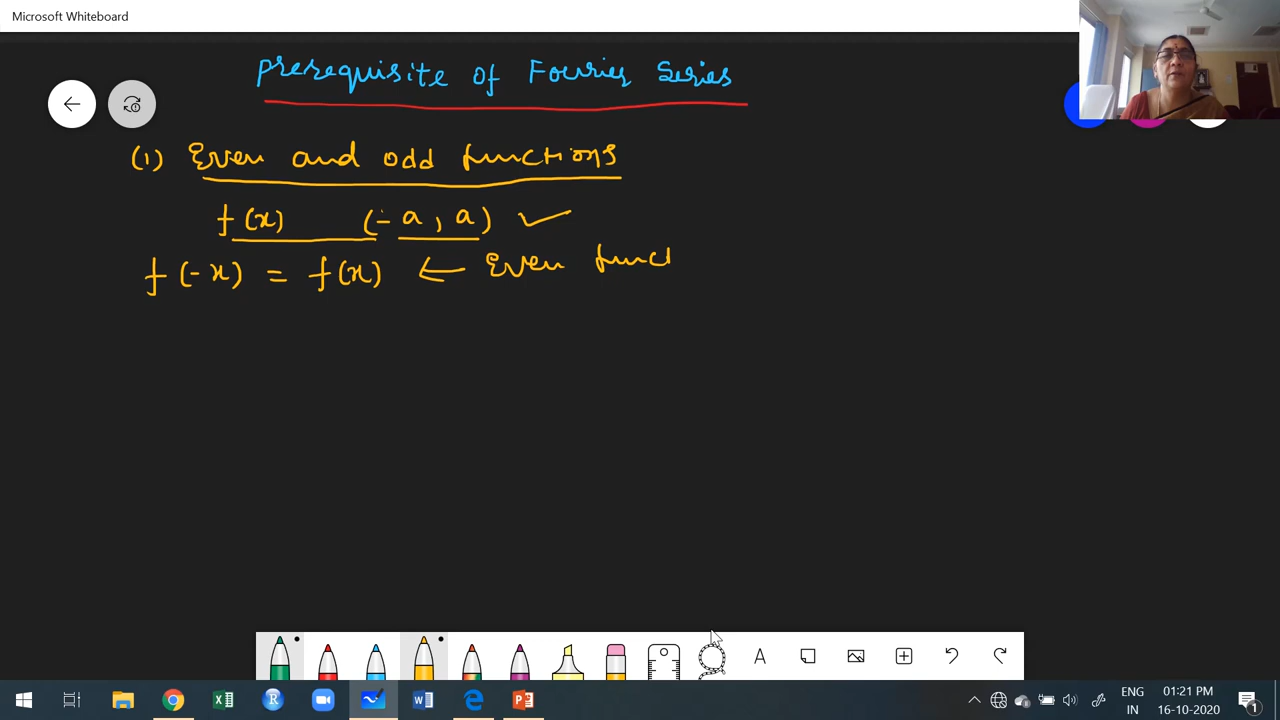 Microsoft Whiteboard
Prerequisite of Fourier Series
(1) Even and odd functions
f(x) (-a, a) ✓
f(-x) = f(x) ← Even funct
A
ENG
IN
01:21 PM
16-10-2020
1